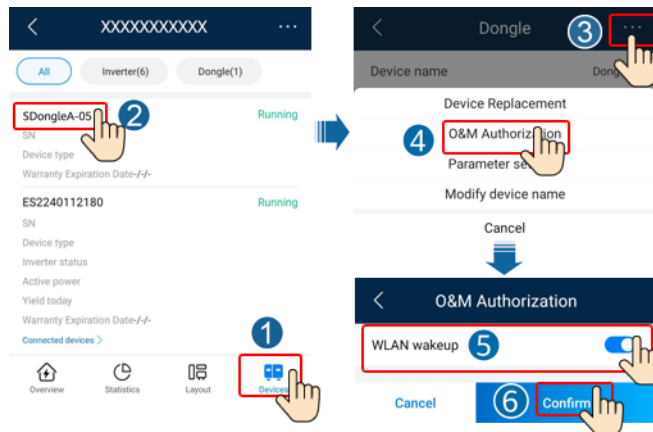 XXXXXXXXXXX
...
All
Inverter(6)
Dongle(1)
SDongleA-05
2
Running
SN
Device type
Warranty Expiration Date-/-/-
ES2240112180
Running
SN
Device type
Inverter status
Active power
Yield today
Warranty Expiration Date-/-/-
Connected devices >
1
Overview
Statistics
Layout
Devices
Dongle
3
...
Device name
Device Replacement
4
O&M Authorization
Modify device name
Cancel
O&M Authorization
WLAN wakeup
5
Cancel
6
Confirm